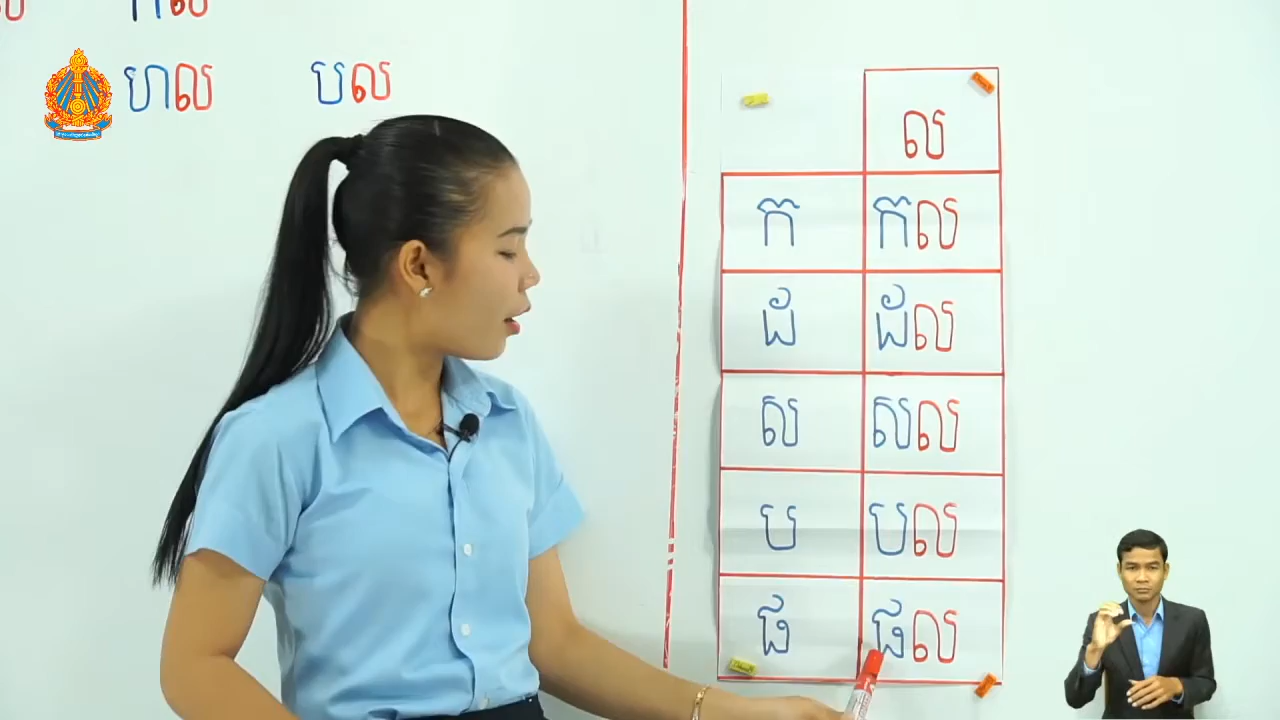 ហល បល
ល
ក កល
ដ ដល
ស សល
ប បល
ផ ផល